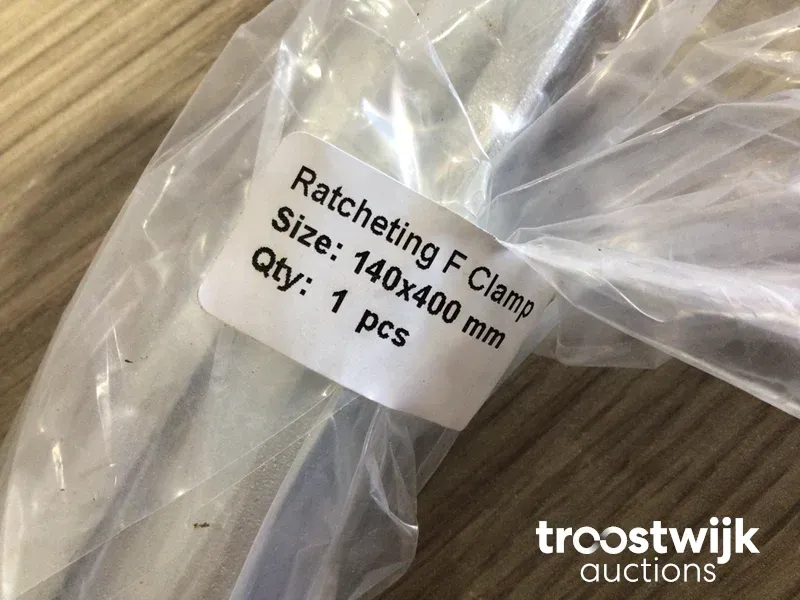 Ratcheting F Clamp
Size: 140x400 mm
Qty: 1 pcs
troostwijk
auctions